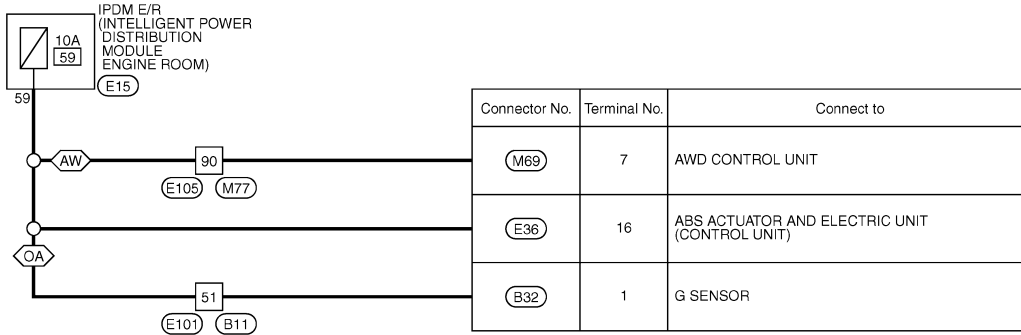 IPDM E/R
(INTELLIGENT POWER
DISTRIBUTION
MODULE
ENGINE ROOM)
10A
59
E15
59
Connector No. Terminal No. Connect to
AW 90 M69 7 AWD CONTROL UNIT
E105 M77
E36 16 ABS ACTUATOR AND ELECTRIC UNIT
(CONTROL UNIT)
OA
51 B32 1 G SENSOR
E101 B11